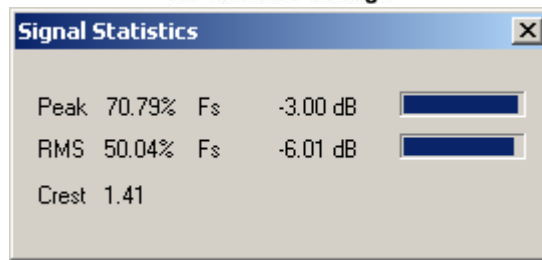 Signal Statistics
Peak 70.79% Fs -3.00 dB
RMS 50.04% Fs -6.01 dB
Crest 1.41